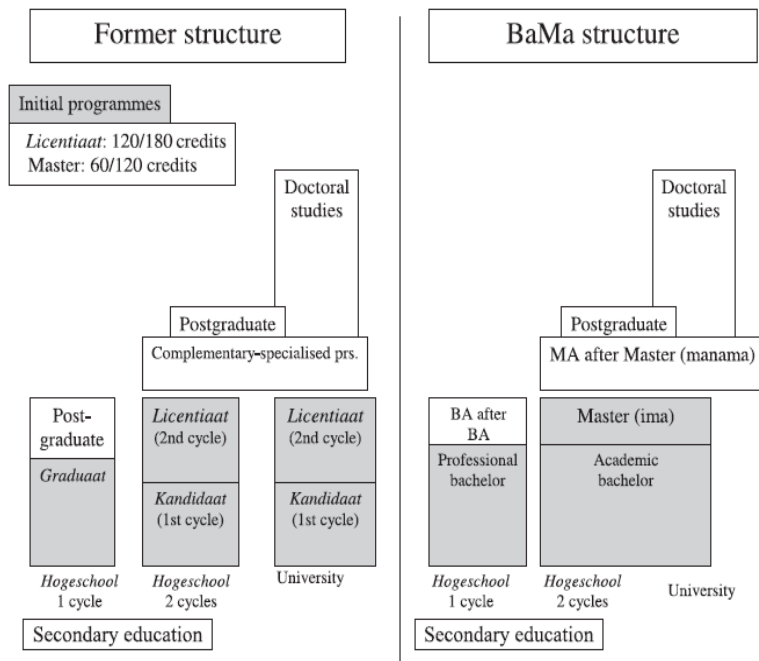 Former structure
Initial programmes
Licentiaat: 120/180 credits
Master: 60/120 credits
Doctoral
studies
Postgraduate
Complementary-specialised prs.
Post-
graduate
Graduaat
Licentiaat
(2nd cycle)
Kandidaat
(1st cycle)
Licentiaat
(2nd cycle)
Kandidaat
(1st cycle)
Hogeschool
1 cycle
Hogeschool
2 cycles
University
Secondary education
BaMa structure
Doctoral
studies
Postgraduate
MA after Master (manama)
BA after
BA
Professional
bachelor
Master (ima)
Academic
bachelor
Hogeschool
1 cycle
Hogeschool
2 cycles
University
Secondary education